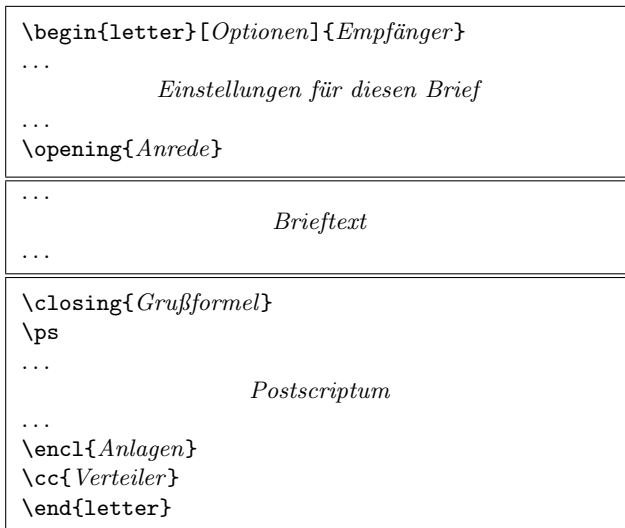 \begin{letter}[Optionen]{Empfänger}
...
Einstellungen für diesen Brief
...
\opening{Anrede}
...
Brieftext
...
\closing{Grußformel}
\ps
...
Postscriptum
...
\encl{Anlagen}
\cc{Verteiler}
\end{letter}